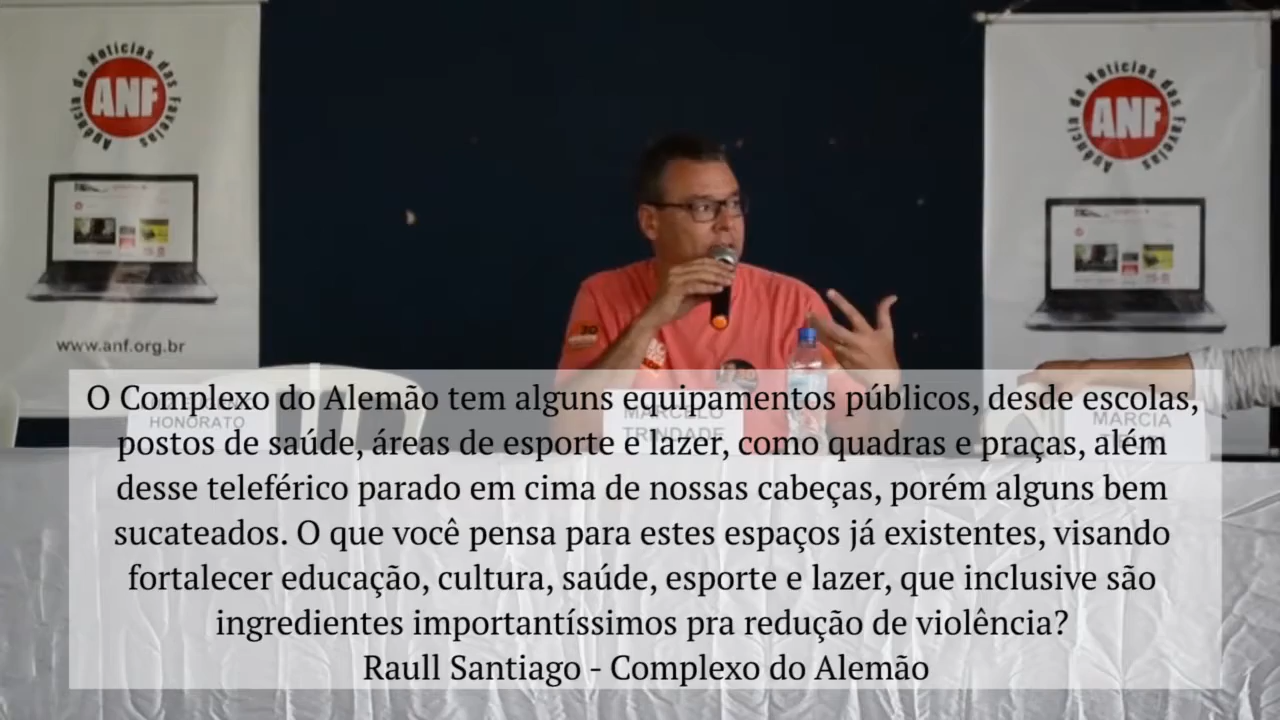 Agência de Notícias das Favelas
ANF
www.anf.org.br
Agência de Notícias das Favelas
ANF
30
HONORATO
MARCELO
TRINDADE
MARCIA
O Complexo do Alemão tem alguns equipamentos públicos, desde escolas,
postos de saúde, áreas de esporte e lazer, como quadras e praças, além
desse teleférico parado em cima de nossas cabeças, porém alguns bem
sucateados. O que você pensa para estes espaços já existentes, visando
fortalecer educação, cultura, saúde, esporte e lazer, que inclusive são
ingredientes importantíssimos pra redução de violência?
Raull Santiago - Complexo do Alemão